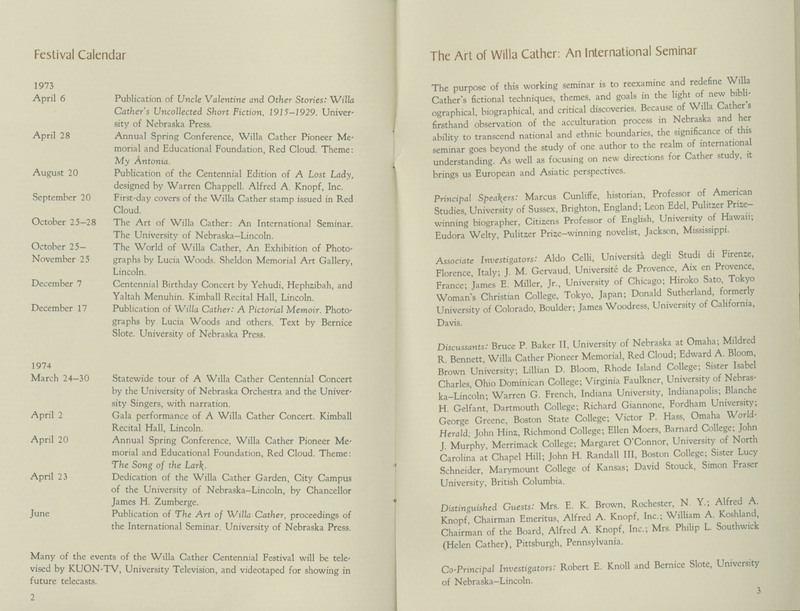 Festival Calendar
1973
April 6 Publication of Uncle Valentine and Other Stories: Willa
Cather's Uncollected Short Fiction, 1915–1929. Univer-
sity of Nebraska Press.
April 28 Annual Spring Conference, Willa Cather Pioneer Me-
morial and Educational Foundation, Red Cloud. Theme:
My Ántonia.
August 20 Publication of the Centennial Edition of A Lost Lady,
designed by Warren Chappell. Alfred A. Knopf, Inc.
September 20 First-day covers of the Willa Cather stamp issued in Red
Cloud.
October 25–28 The Art of Willa Cather: An International Seminar.
The University of Nebraska–Lincoln.
October 25– The World of Willa Cather, An Exhibition of Photo-
November 25 graphs by Lucia Woods. Sheldon Memorial Art Gallery,
Lincoln.
December 7 Centennial Birthday Concert by Yehudi, Hephzibah, and
Yaltah Menuhin. Kimball Recital Hall, Lincoln.
December 17 Publication of Willa Cather: A Pictorial Memoir. Photo-
graphs by Lucia Woods and others. Text by Bernice
Slote. University of Nebraska Press.
1974
March 24–30 Statewide tour of A Willa Cather Centennial Concert
by the University of Nebraska Orchestra and the Univer-
sity Singers, with narration.
April 2 Gala performance of A Willa Cather Concert. Kimball
Recital Hall, Lincoln.
April 20 Annual Spring Conference, Willa Cather Pioneer Me-
morial and Educational Foundation, Red Cloud. Theme:
The Song of the Lark.
April 23 Dedication of the Willa Cather Garden, City Campus
of the University of Nebraska–Lincoln, by Chancellor
James H. Zumberge.
June Publication of The Art of Willa Cather, proceedings of
the International Seminar. University of Nebraska Press.
Many of the events of the Willa Cather Centennial Festival will be tele-
vised by KUON-TV, University Television, and videotaped for showing in
future telecasts.
2
The Art of Willa Cather: An International Seminar
The purpose of this working seminar is to reexamine and redefine Willa
Cather's fictional techniques, themes, and goals in the light of new bibli-
ographical, biographical, and critical discoveries. Because of Willa Cather's
firsthand observation of the acculturation process in Nebraska and her
ability to transcend national and ethnic boundaries, the significance of this
seminar goes beyond the study of one author to the realm of international
understanding. As well as focusing on new directions for Cather study, it
brings us European and Asiatic perspectives.
Principal Speakers: Marcus Cunliffe, historian, Professor of American
Studies, University of Sussex, Brighton, England; Leon Edel, Pulitzer Prize–
winning biographer, Citizens Professor of English, University of Hawaii;
Eudora Welty, Pulitzer Prize–winning novelist, Jackson, Mississippi.
Associate Investigators: Aldo Celli, Università degli Studi di Firenze,
Florence, Italy; J. M. Gervaud, Université de Provence, Aix en Provence,
France; James E. Miller, Jr., University of Chicago; Hiroko Sato, Tokyo
Woman's Christian College, Tokyo, Japan; Donald Sutherland, formerly
University of Colorado, Boulder; James Woodress, University of California,
Davis.
Discussants: Bruce P. Baker II, University of Nebraska at Omaha; Mildred
R. Bennett, Willa Cather Pioneer Memorial, Red Cloud; Edward A. Bloom,
Brown University; Lillian D. Bloom, Rhode Island College; Sister Isabel
Charles, Ohio Dominican College; Virginia Faulkner, University of Nebras-
ka–Lincoln; Warren G. French, Indiana University, Indianapolis; Blanche
H. Gelfant, Dartmouth College; Richard Giannone, Fordham University;
George Greene, Boston State College; Victor P. Hass, Omaha World-
Herald; John Hinz, Richmond College; Ellen Moers, Barnard College; John
J. Murphy, Merrimack College; Margaret O'Connor, University of North
Carolina at Chapel Hill; John H. Randall III, Boston College; Sister Lucy
Schneider, Marymount College of Kansas; David Stouck, Simon Fraser
University, British Columbia.
Distinguished Guests: Mrs. E. K. Brown, Rochester, N. Y.; Alfred A.
Knopf, Chairman Emeritus, Alfred A. Knopf, Inc.; William A. Koshland,
Chairman of the Board, Alfred A. Knopf, Inc.; Mrs. Philip L. Southwick
(Helen Cather), Pittsburgh, Pennsylvania.
Co-Principal Investigators: Robert E. Knoll and Bernice Slote, University
of Nebraska–Lincoln.
3